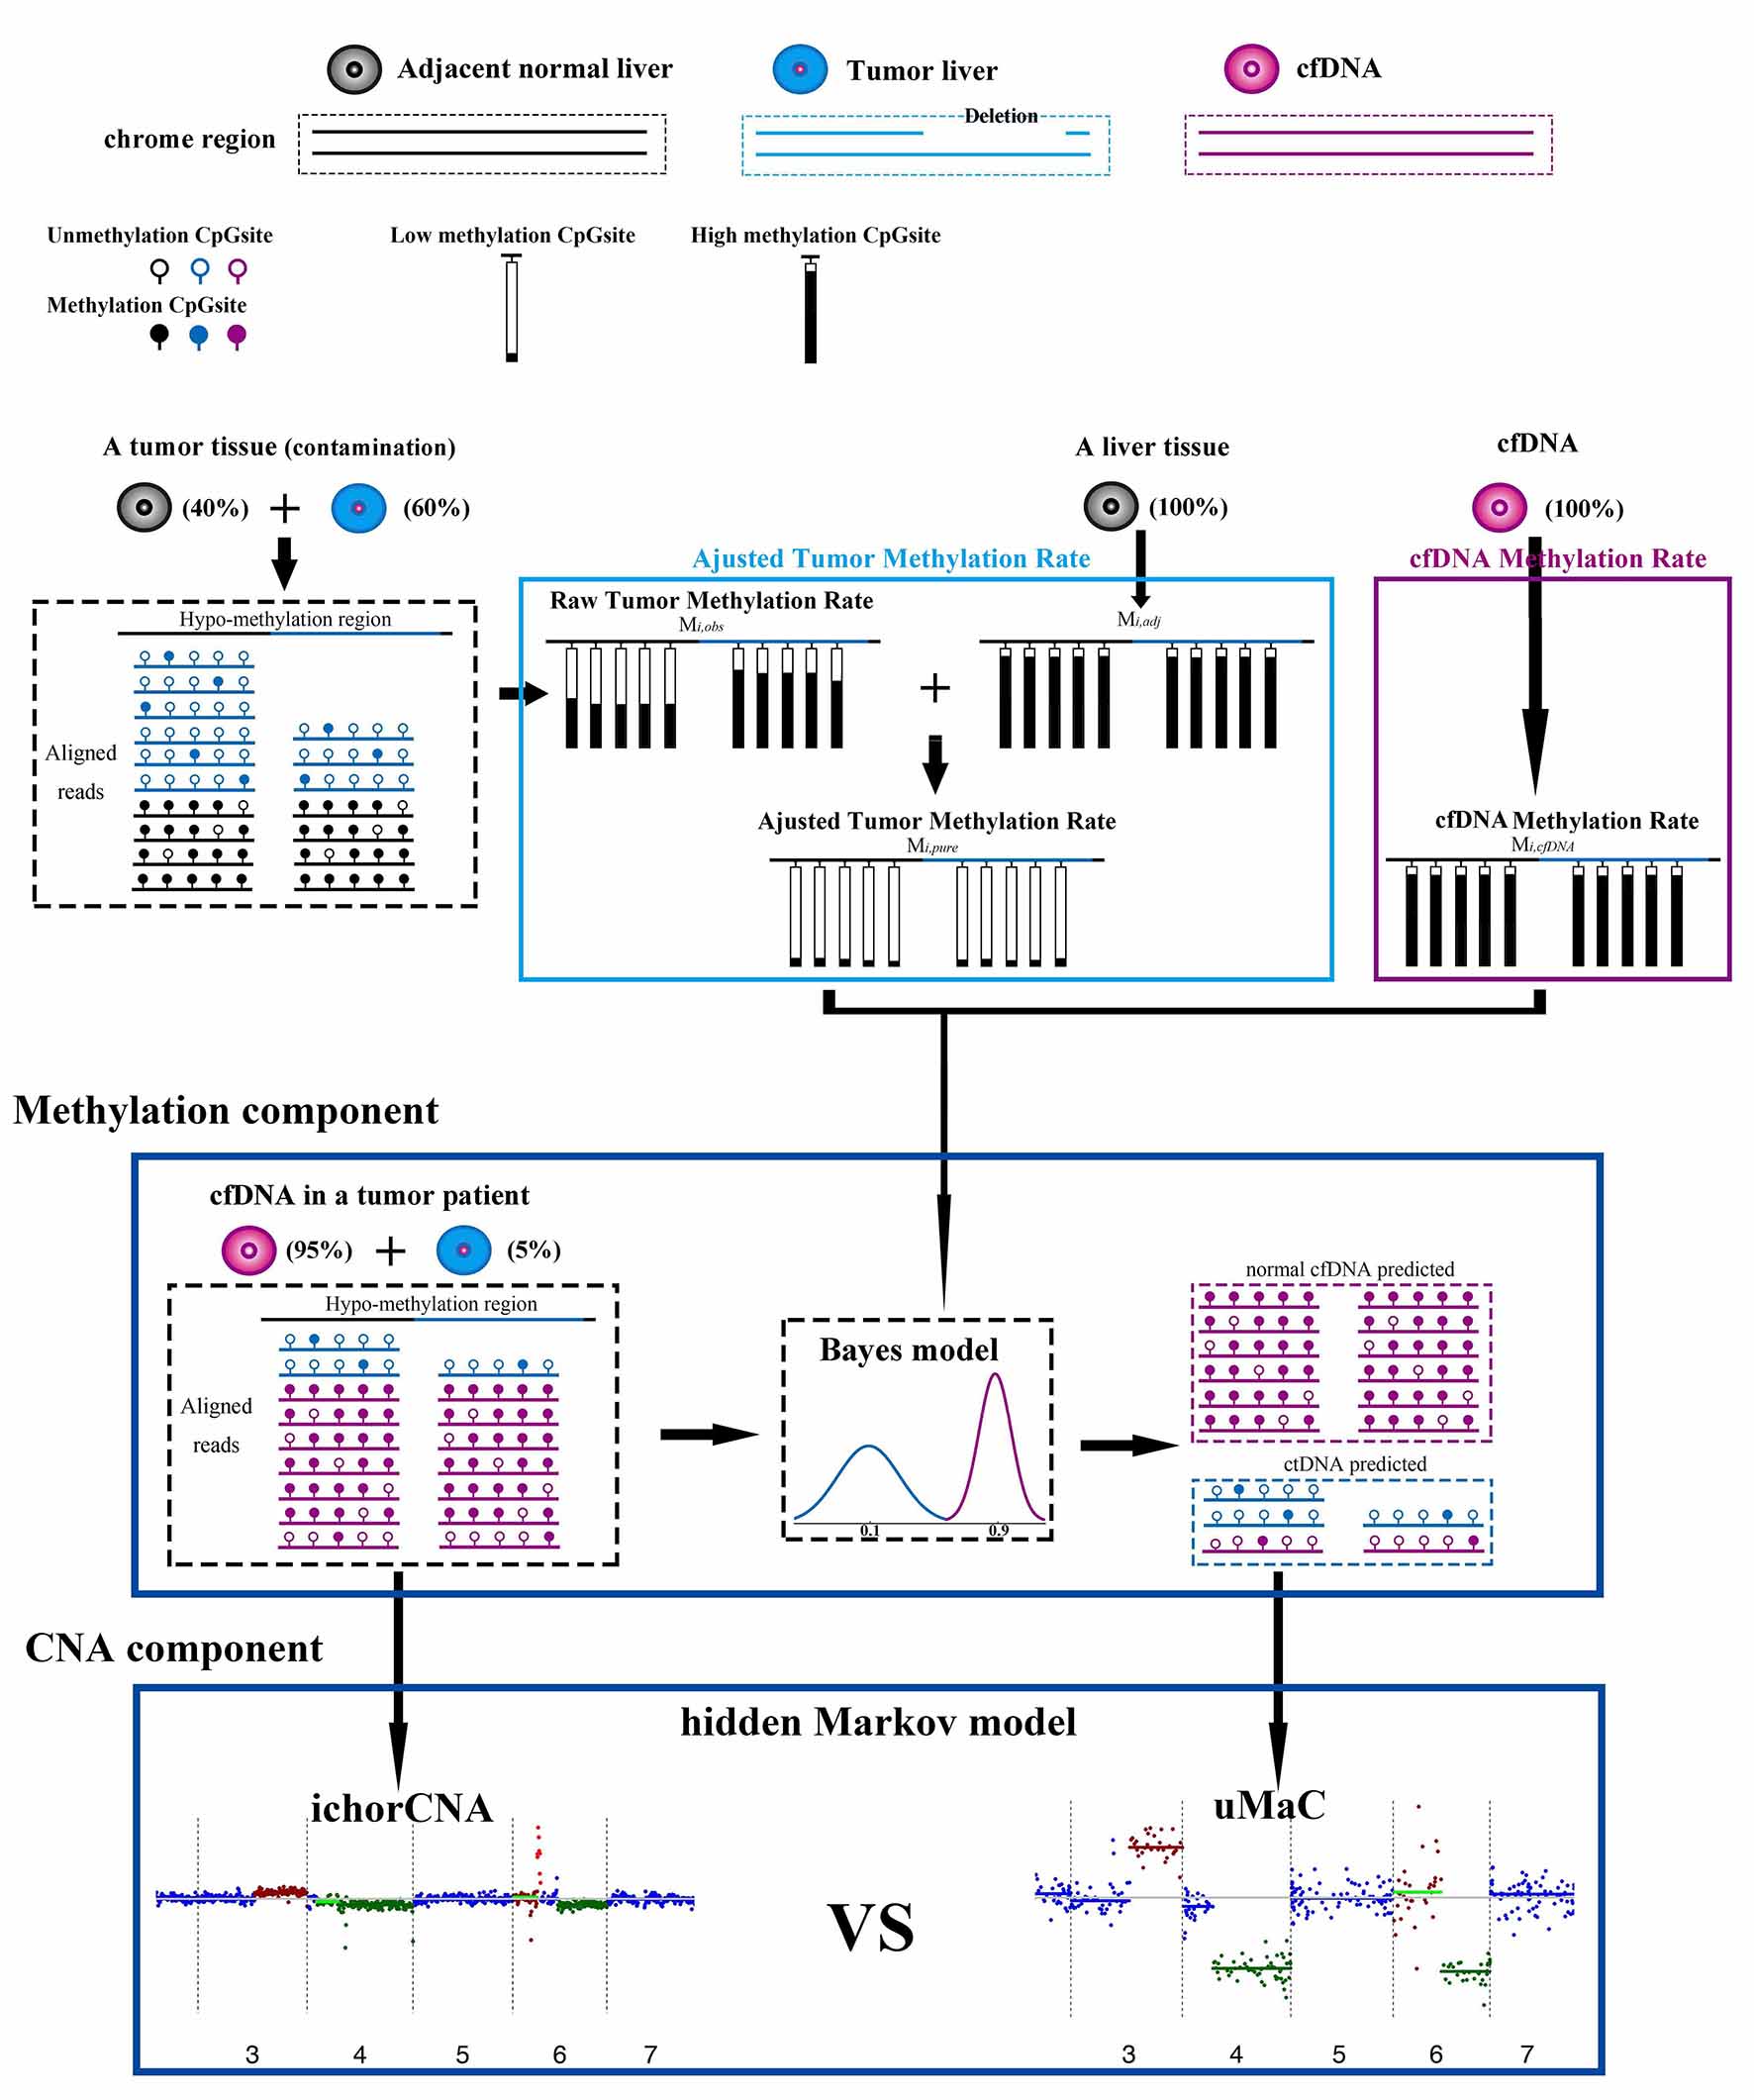 Adjacent normal liver
Tumor liver
cfDNA
chrome region
Deletion
Unmethylation CpGsite
Low methylation CpGsite
High methylation CpGsite
Methylation CpGsite
A tumor tissue (contamination)
A liver tissue
cfDNA
(40%) + (60%)
(100%)
(100%)
Ajusted Tumor Methylation Rate
cfDNA Methylation Rate
Hypo-methylation region
Aligned
reads
Raw Tumor Methylation Rate
Mi,obs
Mi,adj
+
Ajusted Tumor Methylation Rate
Mi,pure
cfDNA Methylation Rate
Mi,cfDNA
Methylation component
cfDNA in a tumor patient
(95%) + (5%)
Hypo-methylation region
Aligned
reads
Bayes model
0.1 0.9
normal cfDNA predicted
ctDNA predicted
CNA component
hidden Markov model
ichorCNA
uMaC
VS
3 4 5 6 7
3 4 5 6 7